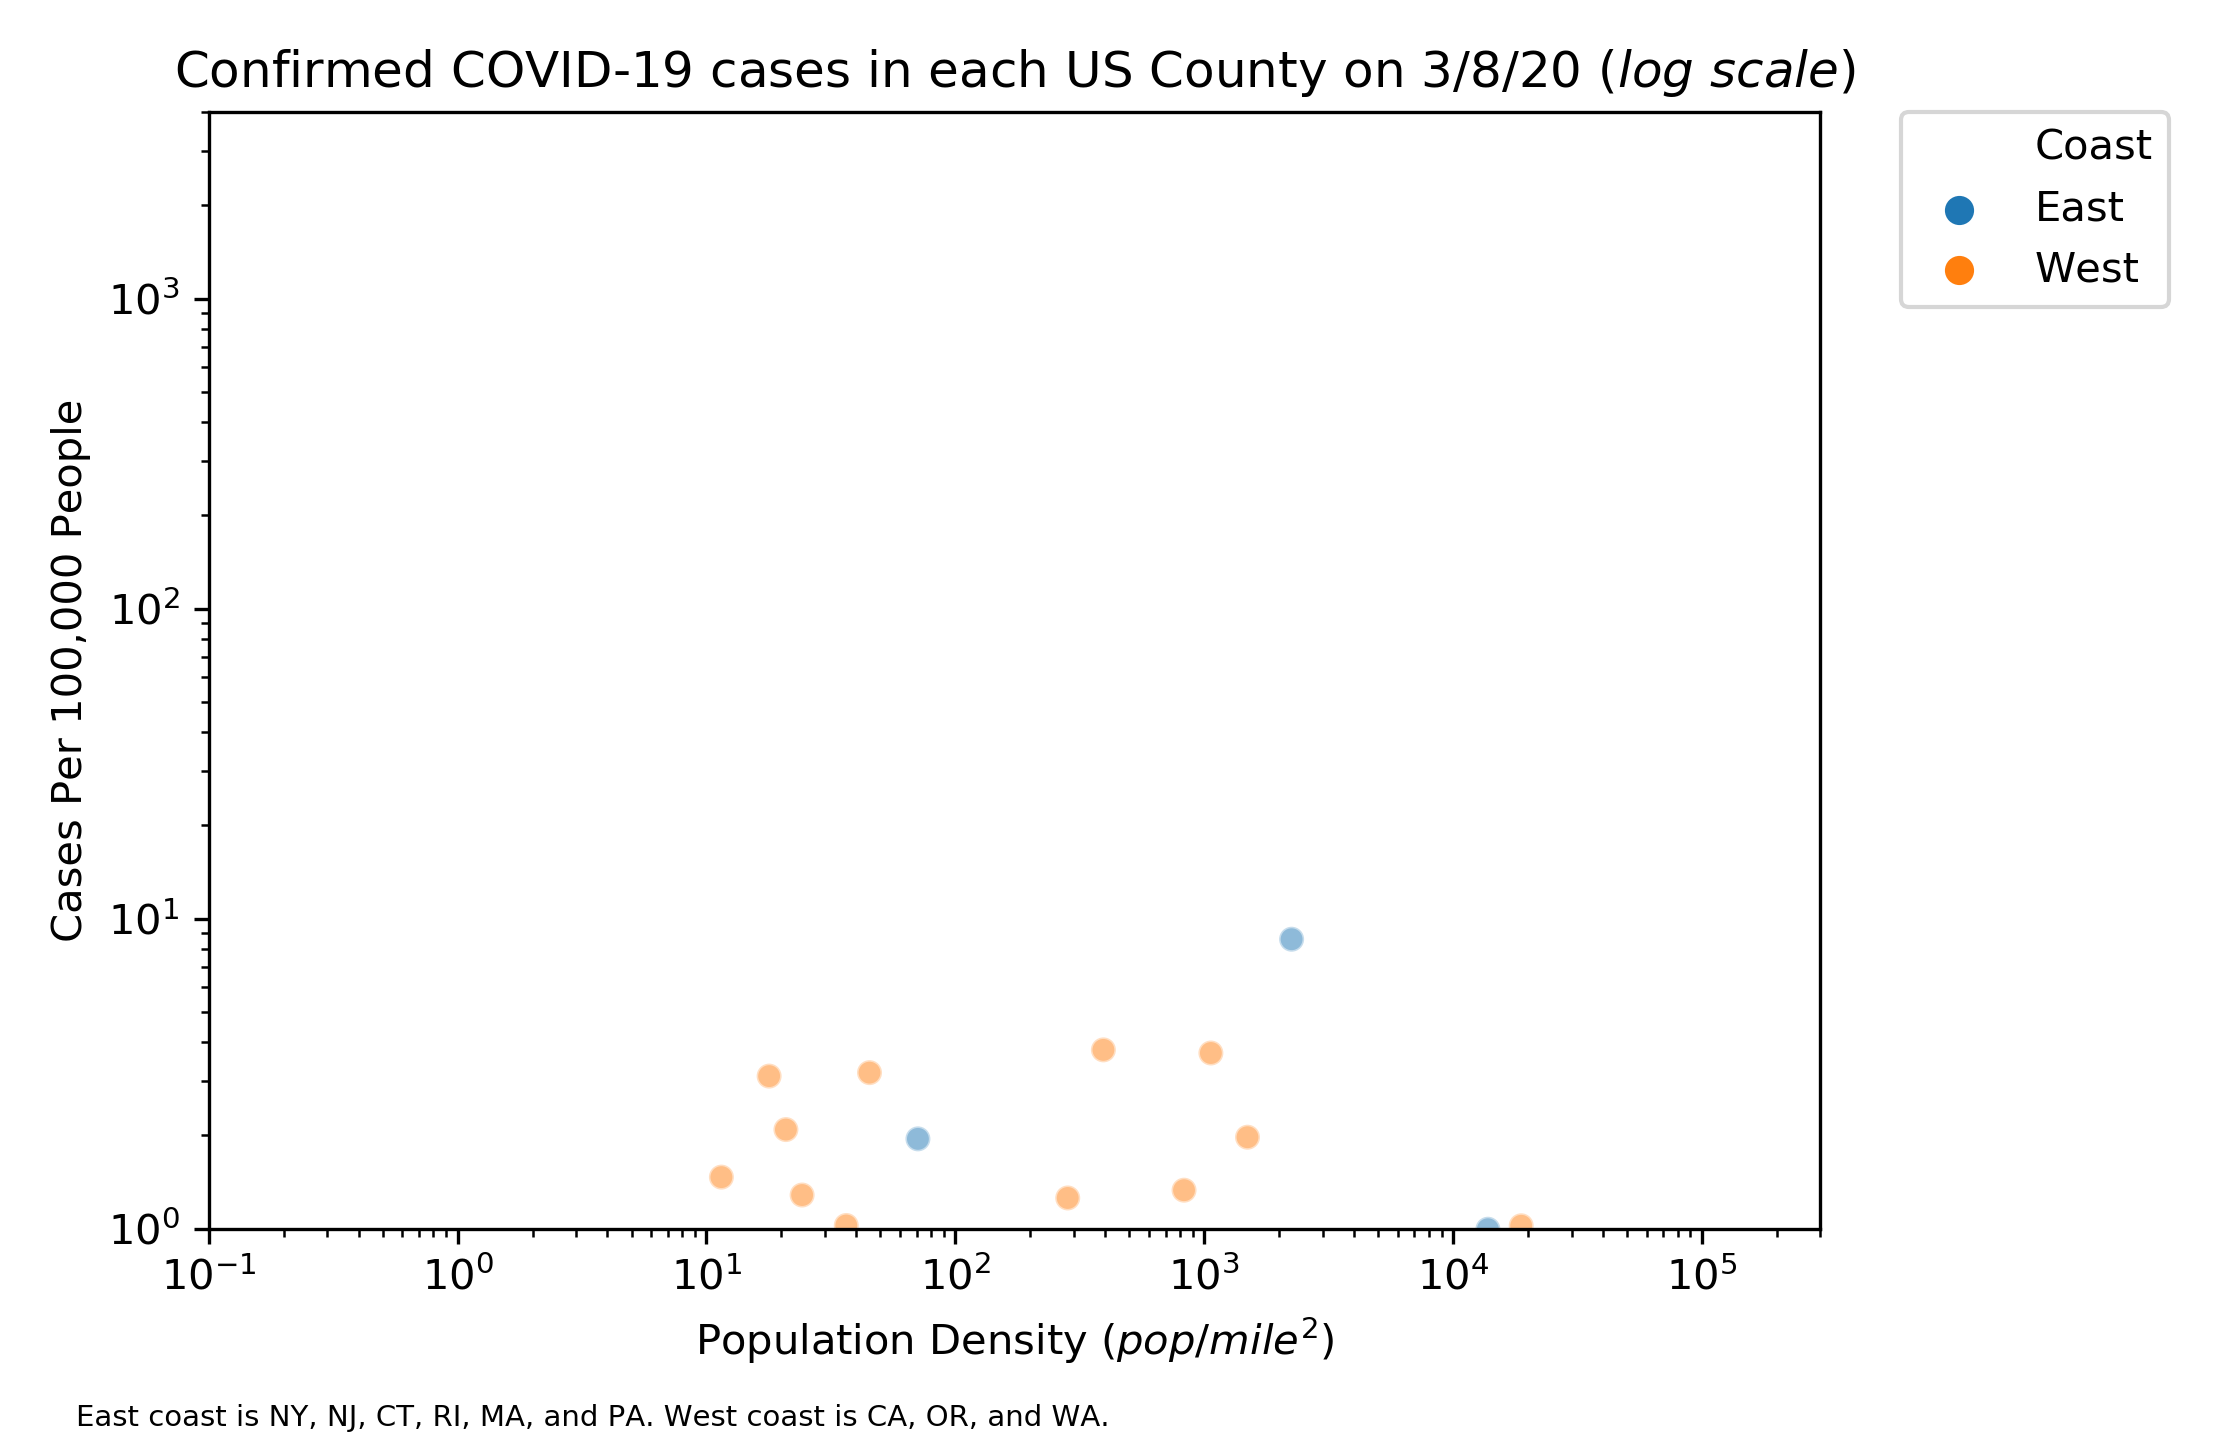 Confirmed COVID-19 cases in each US County on 3/8/20 (log scale)
Coast
East
West
Cases Per 100,000 People
10³
10²
10¹
10⁰
10⁻¹ 10⁰ 10¹ 10² 10³ 10⁴ 10⁵
Population Density (pop/mile²)
East coast is NY, NJ, CT, RI, MA, and PA. West coast is CA, OR, and WA.